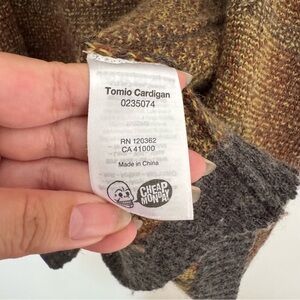 Tomio Cardigan
0235074
RN 120362
CA 41000
Made in China
CHEAP
MONDAY